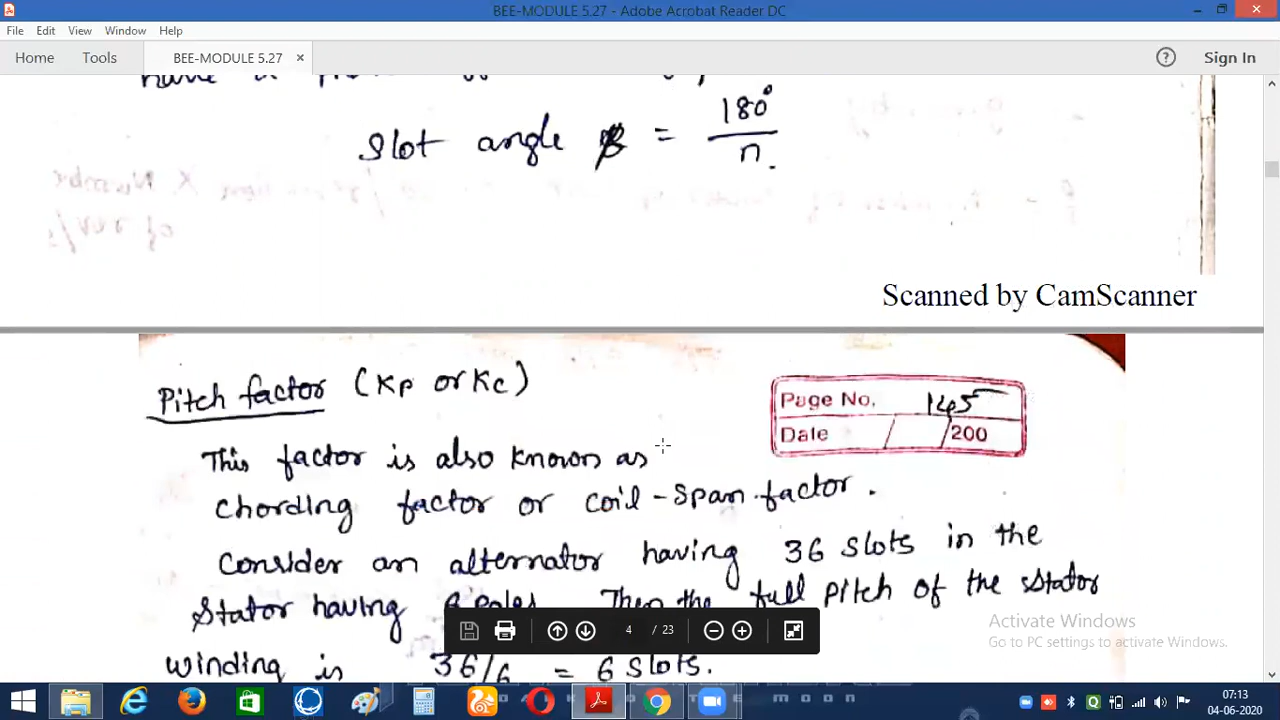 BEE-MODULE 5.27 - Adobe Acrobat Reader DC
File Edit View Window Help
Home Tools BEE-MODULE 5.27 × Sign In
have a
Slot angle β = 180°
n.
Scanned by CamScanner
Pitch factor (Kp or Kc)
Page No. 145
Date / /200
This factor is also known as
chording factor or coil-span factor.
Consider an alternator having 36 slots in the
stator having poles. Then the full pitch of the stator
winding is 36/6 = 6 slots.
4 / 23
Activate Windows
Go to PC settings to activate Windows.
07:13
04-06-2020